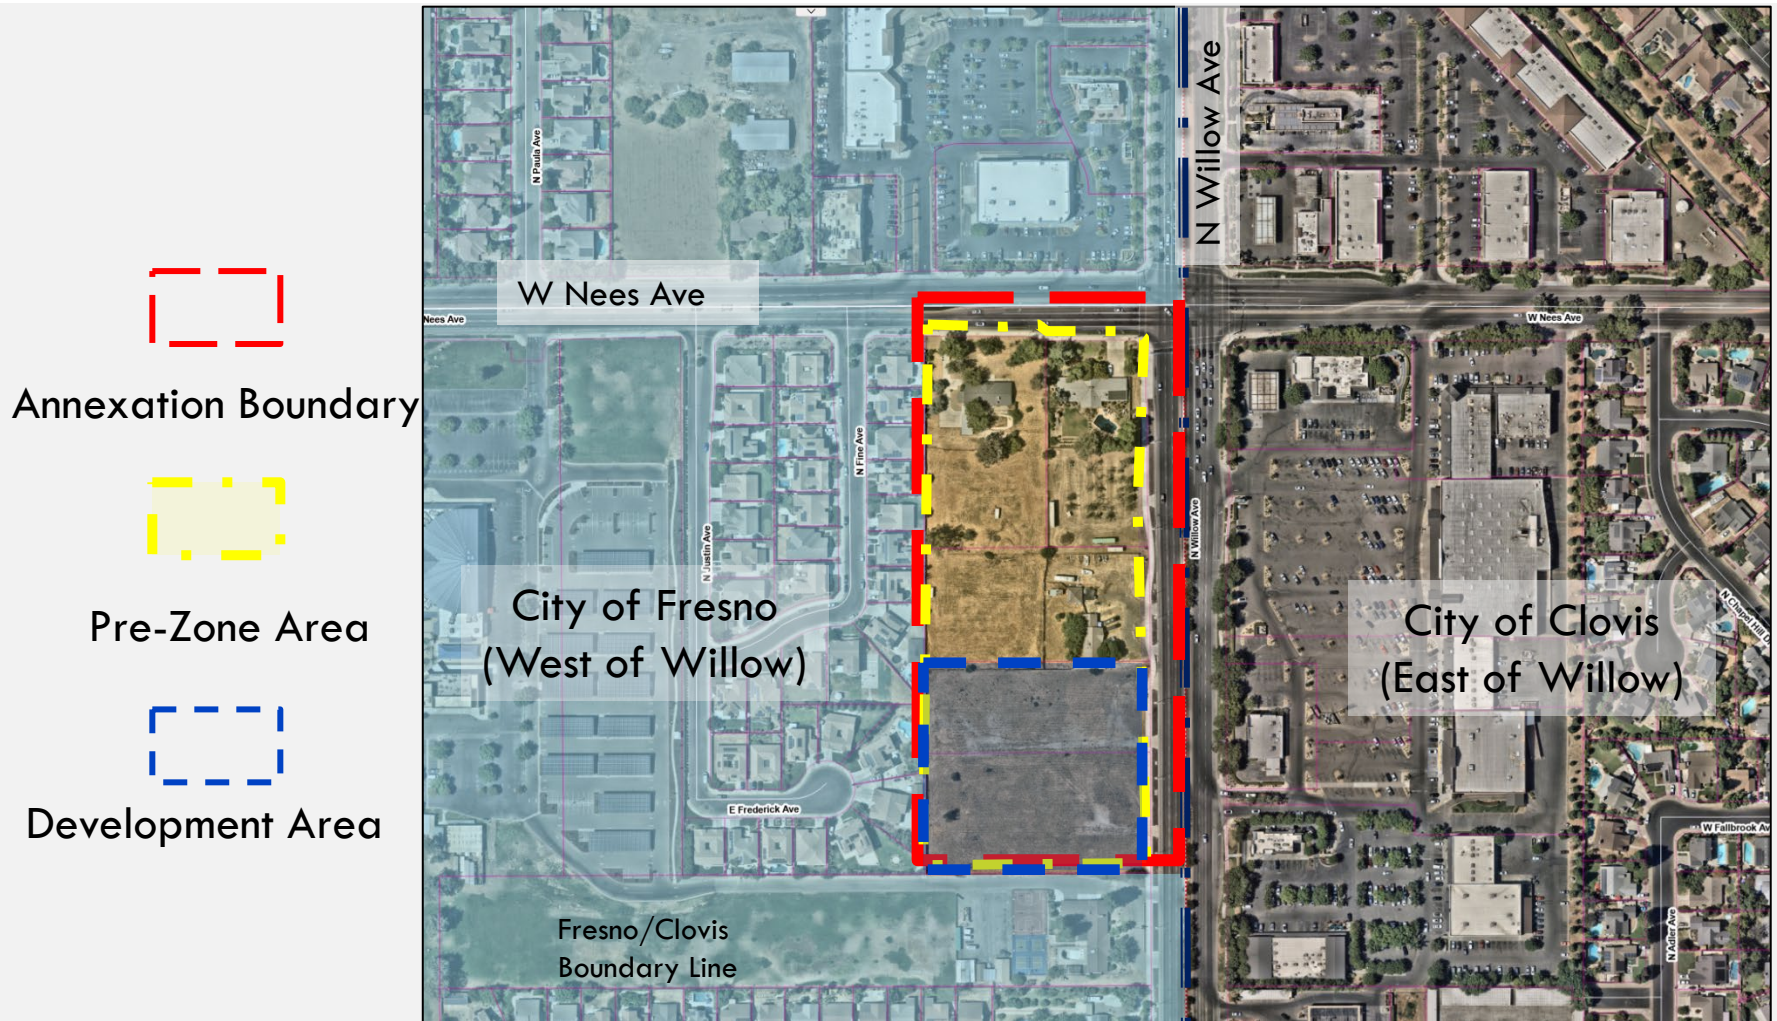 Annexation Boundary
Pre-Zone Area
Development Area
N Willow Ave
N Paula Ave
W Nees Ave
Nees Ave
W Nees Ave
N Fine Ave
N Justin Ave
N Willow Ave
City of Fresno
(West of Willow)
City of Clovis
(East of Willow)
N Chapel Hill
E Frederick Ave
W Fallbrook Av
N Adler Ave
Fresno/Clovis
Boundary Line